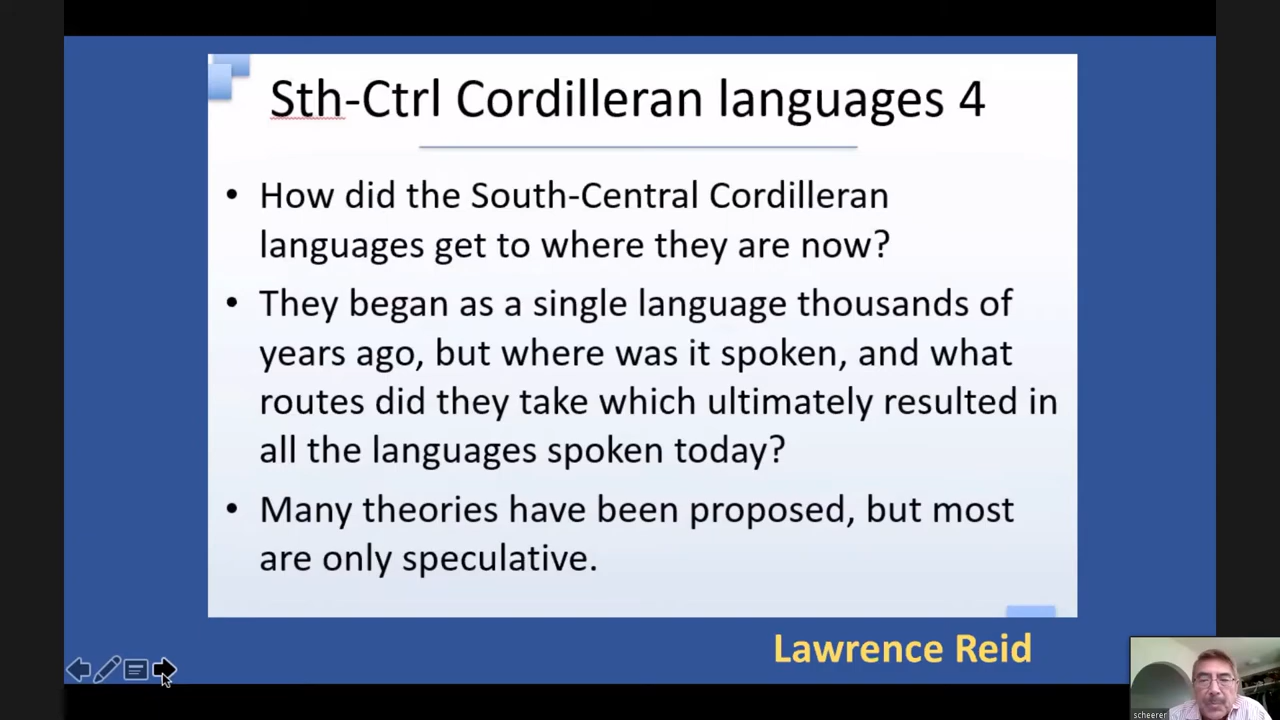 Sth-Ctrl Cordilleran languages 4
• How did the South-Central Cordilleran
languages get to where they are now?
• They began as a single language thousands of
years ago, but where was it spoken, and what
routes did they take which ultimately resulted in
all the languages spoken today?
• Many theories have been proposed, but most
are only speculative.
Lawrence Reid
scheerer